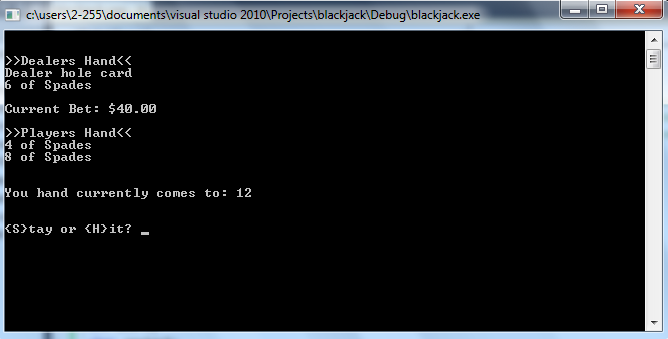 c:\users\2-255\documents\visual studio 2010\Projects\blackjack\Debug\blackjack.exe
>>Dealers Hand<<
Dealer hole card
6 of Spades
Current Bet: $40.00
>>Players Hand<<
4 of Spades
8 of Spades
You hand currently comes to: 12
{S}tay or {H}it? _